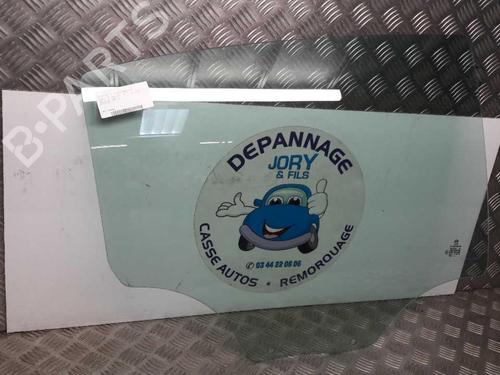 B-PARTS
DEPANNAGE
JORY
& FILS
03 44 22 06 06
CASSE AUTOS • REMORQUAGE